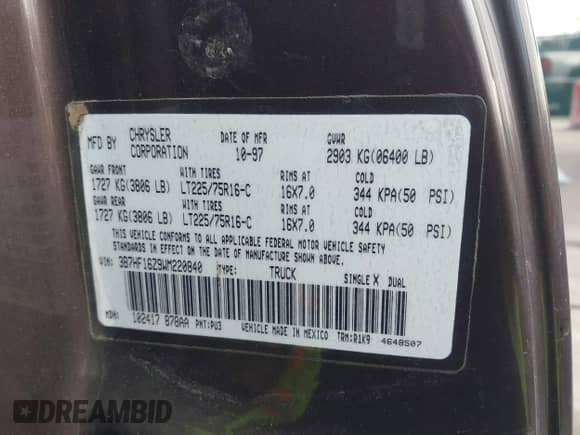 MFD BY CHRYSLER CORPORATION DATE OF MFR 10-97 GVWR 2903 KG(06400 LB)
GAWR FRONT WITH TIRES RIMS AT COLD
1727 KG(3806 LB) LT225/75R16-C 16X7.0 344 KPA(50 PSI)
GAWR REAR WITH TIRES RIMS AT COLD
1727 KG(3806 LB) LT225/75R16-C 16X7.0 344 KPA(50 PSI)
THIS VEHICLE CONFORMS TO ALL APPLICABLE FEDERAL MOTOR VEHICLE SAFETY
STANDARDS IN EFFECT ON THE DATE OF MANUFACTURE SHOWN ABOVE.
VIN: 3B7HF16Z9WM220840 TYPE: TRUCK SINGLE X DUAL
MDH: 102417 878AA PNT:PU3 VEHICLE MADE IN MEXICO TRM:R1K9 4648507
DREAMBID